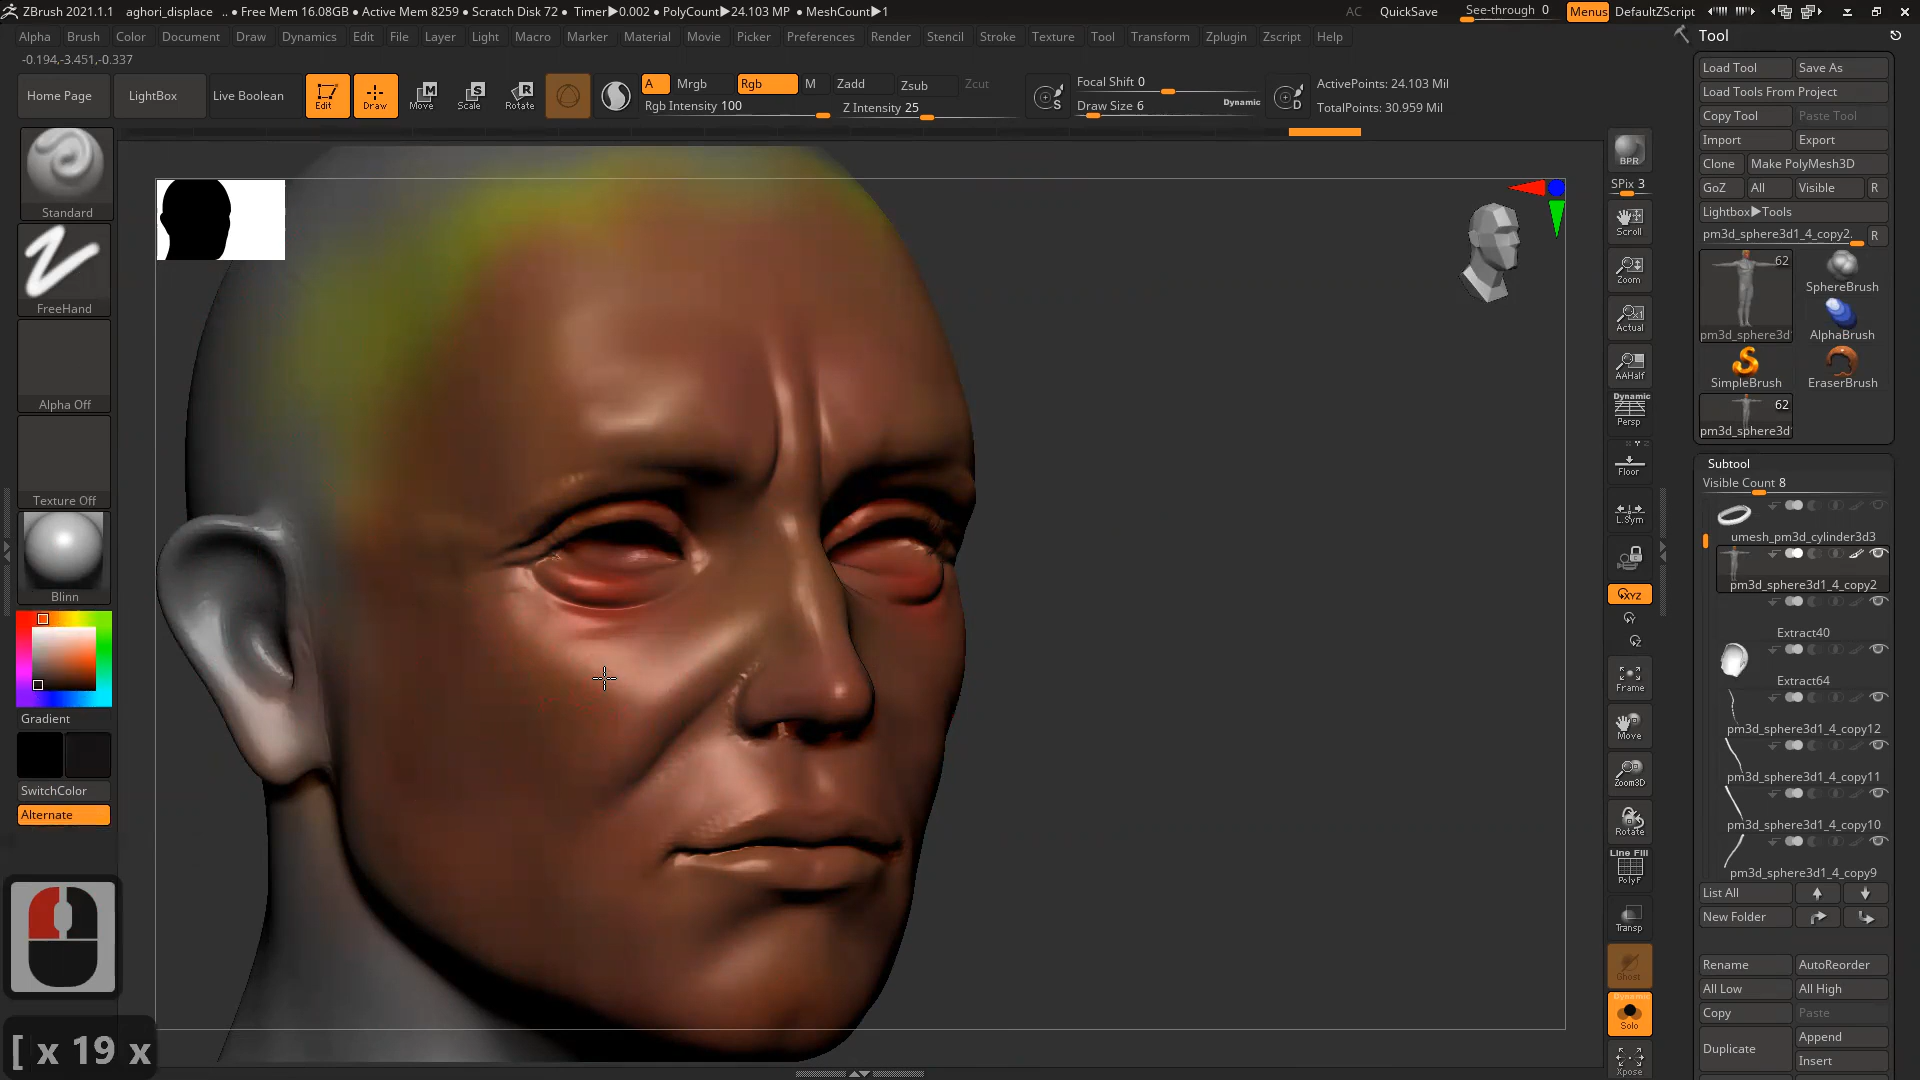 ZBrush 2021.1.1 aghori_displace .. • Free Mem 16.08GB • Active Mem 8259 • Scratch Disk 72 • Timer▶0.002 • PolyCount▶24.103 MP • MeshCount▶1 AC QuickSave See-through 0 Menus DefaultZScript
Alpha Brush Color Document Draw Dynamics Edit File Layer Light Macro Marker Material Movie Picker Preferences Render Stencil Stroke Texture Tool Transform Zplugin Zscript Help
-0.194,-3.451,-0.337
Home Page LightBox Live Boolean Edit Draw Move Scale Rotate
A Mrgb Rgb M Zadd Zsub Zcut
Rgb Intensity 100 Z Intensity 25
S Focal Shift 0
Draw Size 6 Dynamic
D ActivePoints: 24.103 Mil
TotalPoints: 30.959 Mil
Standard
FreeHand
Alpha Off
Texture Off
Blinn
Gradient
SwitchColor
Alternate
[ x 19 x
BPR
SPix 3
Scroll
Zoom
Actual
AAHalf
Dynamic
Persp
Floor
L.Sym
XYZ
Frame
Move
Zoom3D
Rotate
Line Fill
PolyF
Transp
Ghost
Dynamic
Solo
Xpose
Tool
Load Tool Save As
Load Tools From Project
Copy Tool Paste Tool
Import Export
Clone Make PolyMesh3D
GoZ All Visible R
Lightbox▶Tools
pm3d_sphere3d1_4_copy2. R
62
pm3d_sphere3d
SphereBrush
AlphaBrush
SimpleBrush EraserBrush
62
pm3d_sphere3d
Subtool
Visible Count 8
umesh_pm3d_cylinder3d3
pm3d_sphere3d1_4_copy2
Extract40
Extract64
pm3d_sphere3d1_4_copy12
pm3d_sphere3d1_4_copy11
pm3d_sphere3d1_4_copy10
pm3d_sphere3d1_4_copy9
List All
New Folder
Rename AutoReorder
All Low All High
Copy Paste
Duplicate Append
Insert